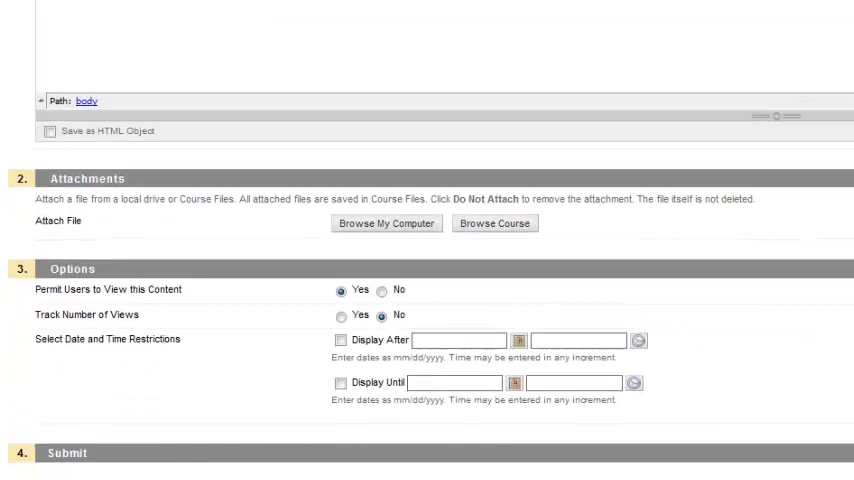 Path: body
Save as HTML Object
2. Attachments
Attach a file from a local drive or Course Files. All attached files are saved in Course Files. Click Do Not Attach to remove the attachment. The file itself is not deleted.
Attach File Browse My Computer Browse Course
3. Options
Permit Users to View this Content Yes No
Track Number of Views Yes No
Select Date and Time Restrictions Display After
Enter dates as mm/dd/yyyy. Time may be entered in any increment.
Display Until
Enter dates as mm/dd/yyyy. Time may be entered in any increment.
4. Submit